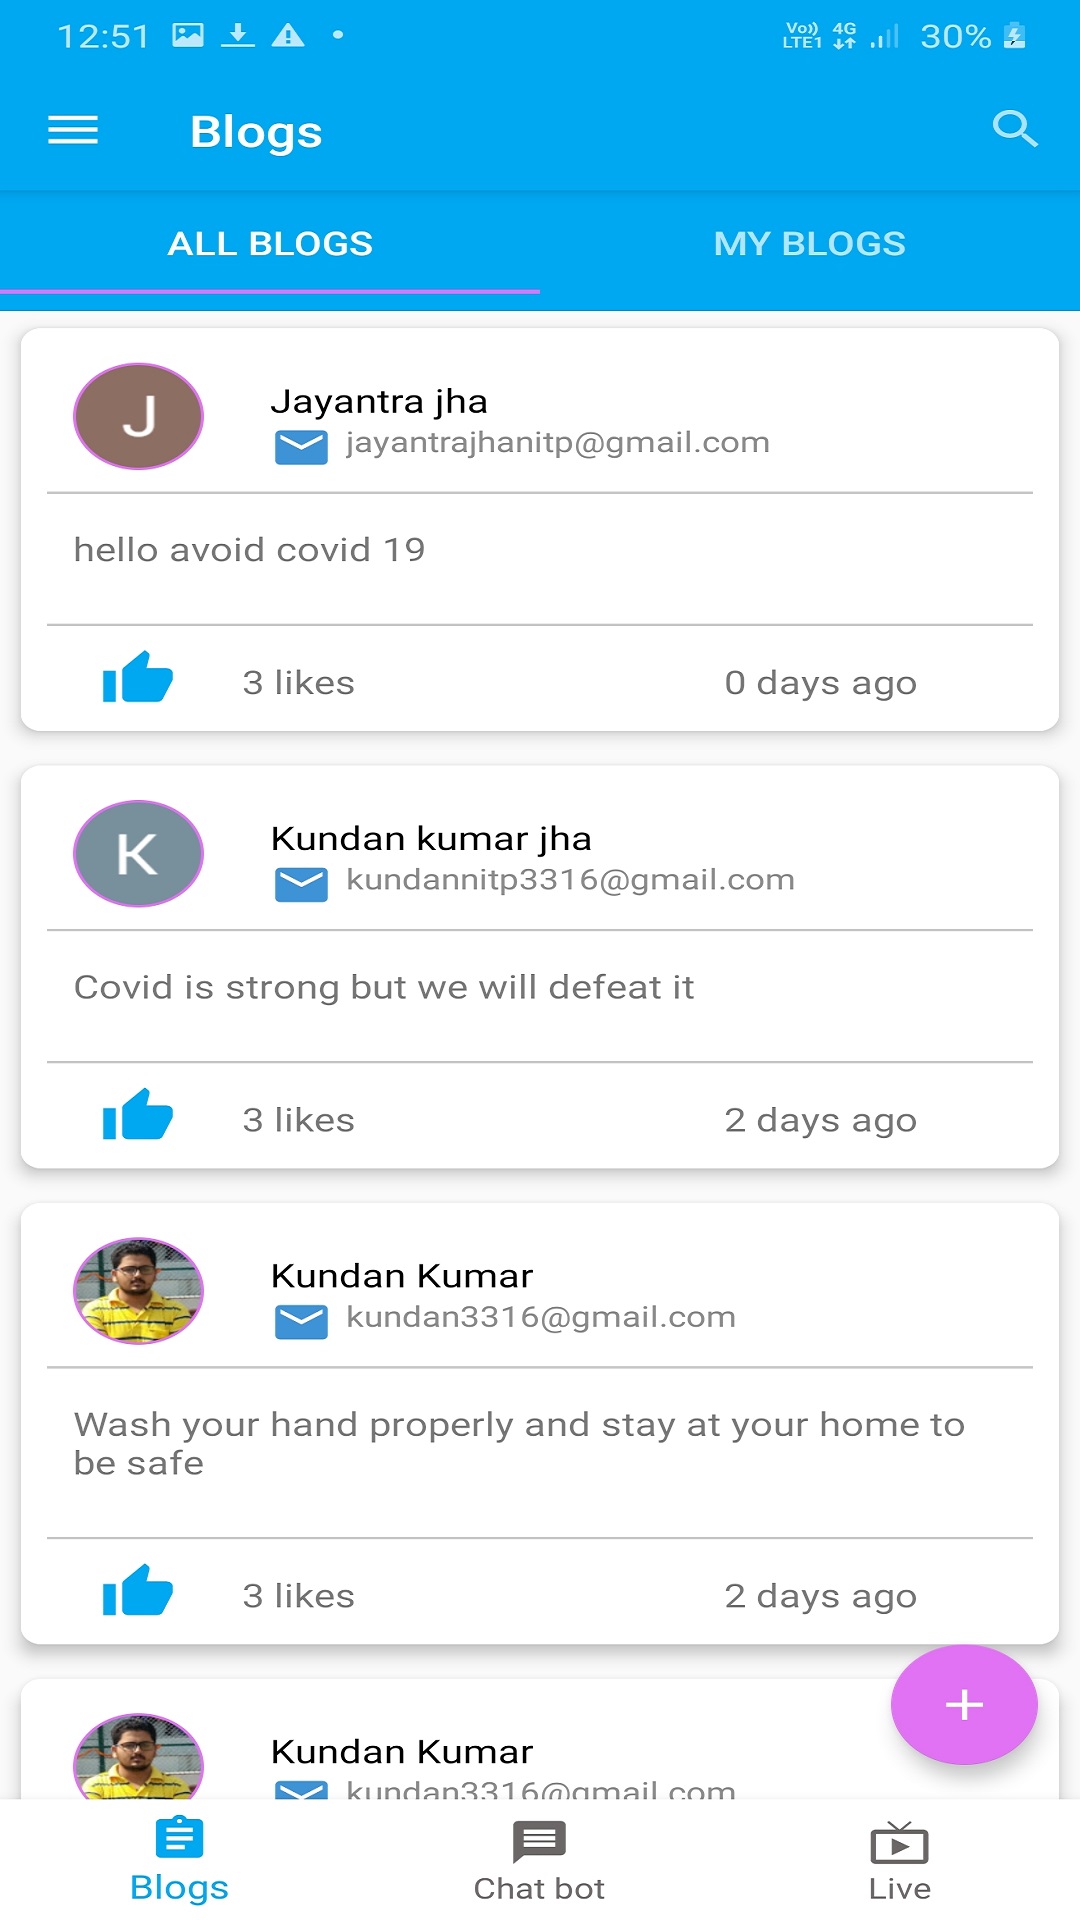 12:51
Vo)) LTE1 4G 30%
Blogs
ALL BLOGS
MY BLOGS
J
Jayantra jha
jayantrajhanitp@gmail.com
hello avoid covid 19
3 likes
0 days ago
K
Kundan kumar jha
kundannitp3316@gmail.com
Covid is strong but we will defeat it
3 likes
2 days ago
Kundan Kumar
kundan3316@gmail.com
Wash your hand properly and stay at your home to
be safe
3 likes
2 days ago
Kundan Kumar
kundan3316@gmail.com
Blogs
Chat bot
Live